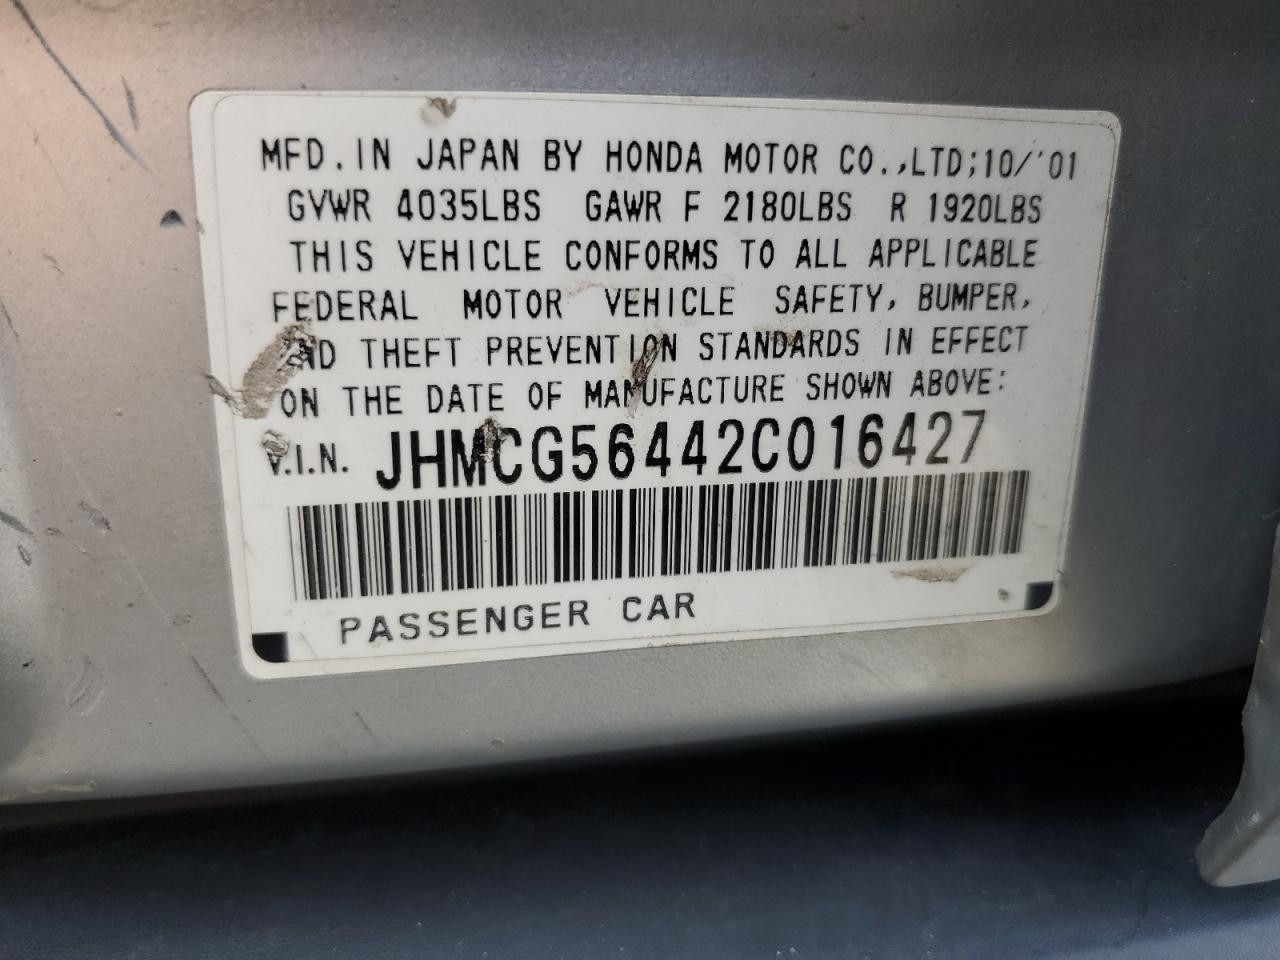 MFD. IN JAPAN BY HONDA MOTOR CO.,LTD;10/'01
GVWR 4035LBS GAWR F 2180LBS R 1920LBS
THIS VEHICLE CONFORMS TO ALL APPLICABLE
FEDERAL MOTOR VEHICLE SAFETY, BUMPER,
AND THEFT PREVENTION STANDARDS IN EFFECT
ON THE DATE OF MANUFACTURE SHOWN ABOVE:
V.I.N. JHMCG56442C016427
PASSENGER CAR